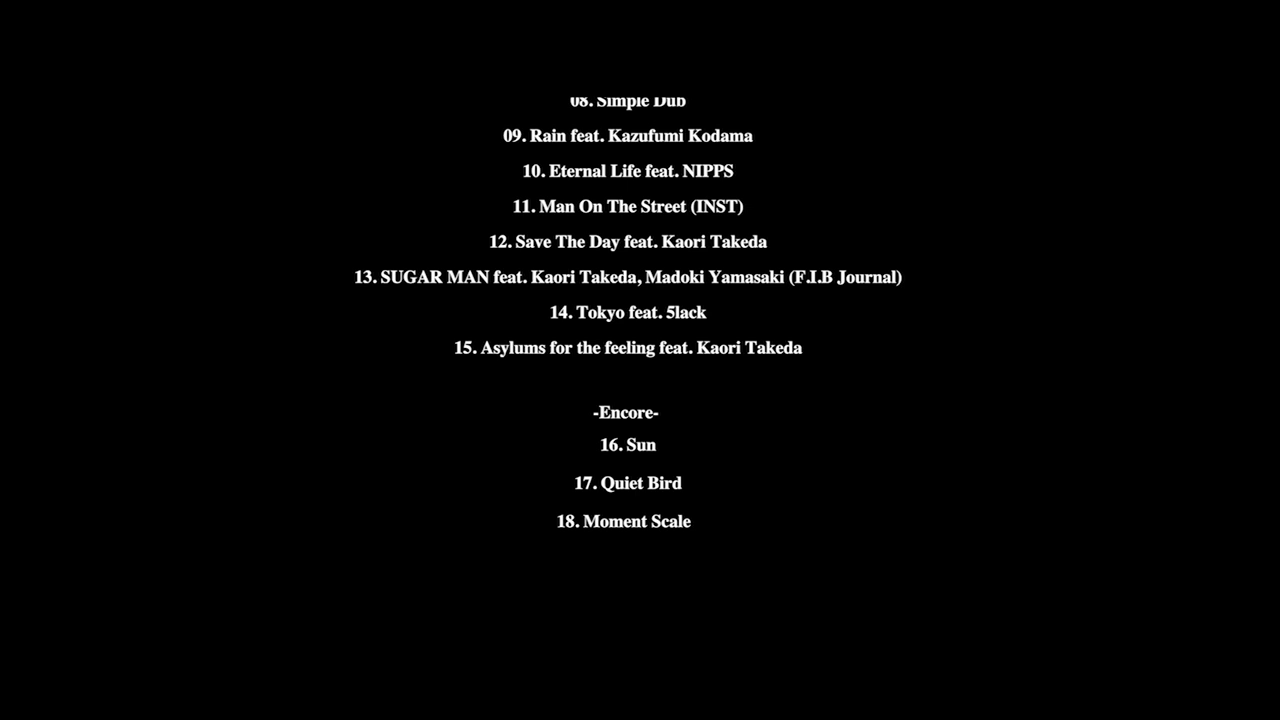 08. Simple Dub
09. Rain feat. Kazufumi Kodama
10. Eternal Life feat. NIPPS
11. Man On The Street (INST)
12. Save The Day feat. Kaori Takeda
13. SUGAR MAN feat. Kaori Takeda, Madoki Yamasaki (F.I.B Journal)
14. Tokyo feat. 5lack
15. Asylums for the feeling feat. Kaori Takeda
-Encore-
16. Sun
17. Quiet Bird
18. Moment Scale